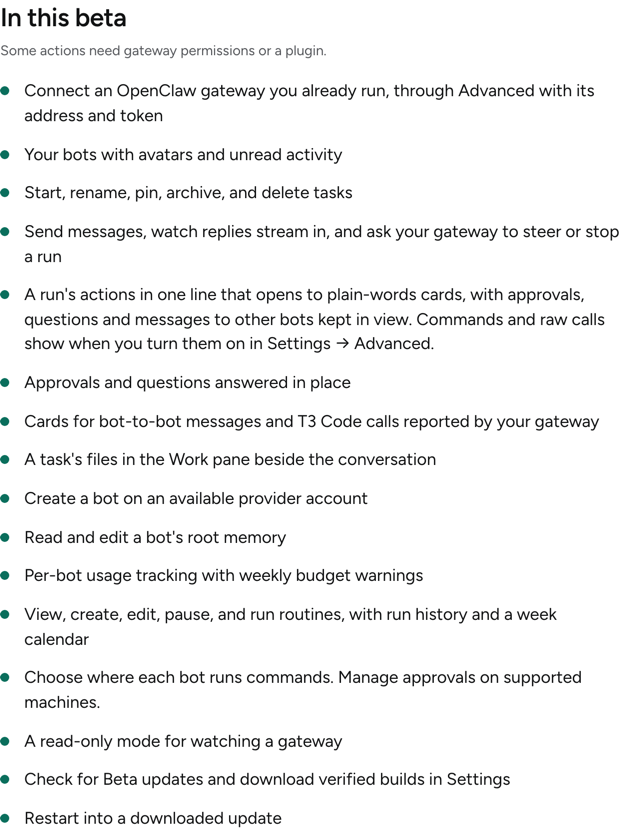 In this beta
Some actions need gateway permissions or a plugin.
Connect an OpenClaw gateway you already run, through Advanced with its
address and token
Your bots with avatars and unread activity
Start, rename, pin, archive, and delete tasks
Send messages, watch replies stream in, and ask your gateway to steer or stop
a run
A run's actions in one line that opens to plain-words cards, with approvals,
questions and messages to other bots kept in view. Commands and raw calls
show when you turn them on in Settings → Advanced.
Approvals and questions answered in place
Cards for bot-to-bot messages and T3 Code calls reported by your gateway
A task's files in the Work pane beside the conversation
Create a bot on an available provider account
Read and edit a bot's root memory
Per-bot usage tracking with weekly budget warnings
View, create, edit, pause, and run routines, with run history and a week
calendar
Choose where each bot runs commands. Manage approvals on supported
machines.
A read-only mode for watching a gateway
Check for Beta updates and download verified builds in Settings
Restart into a downloaded update